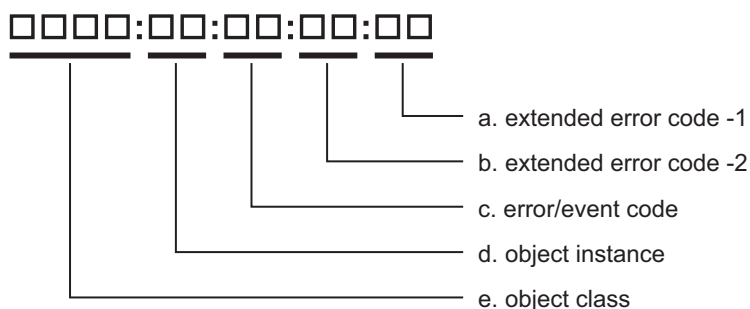 □□□□:□□:□□:□□:□□
a. extended error code -1
b. extended error code -2
c. error/event code
d. object instance
e. object class